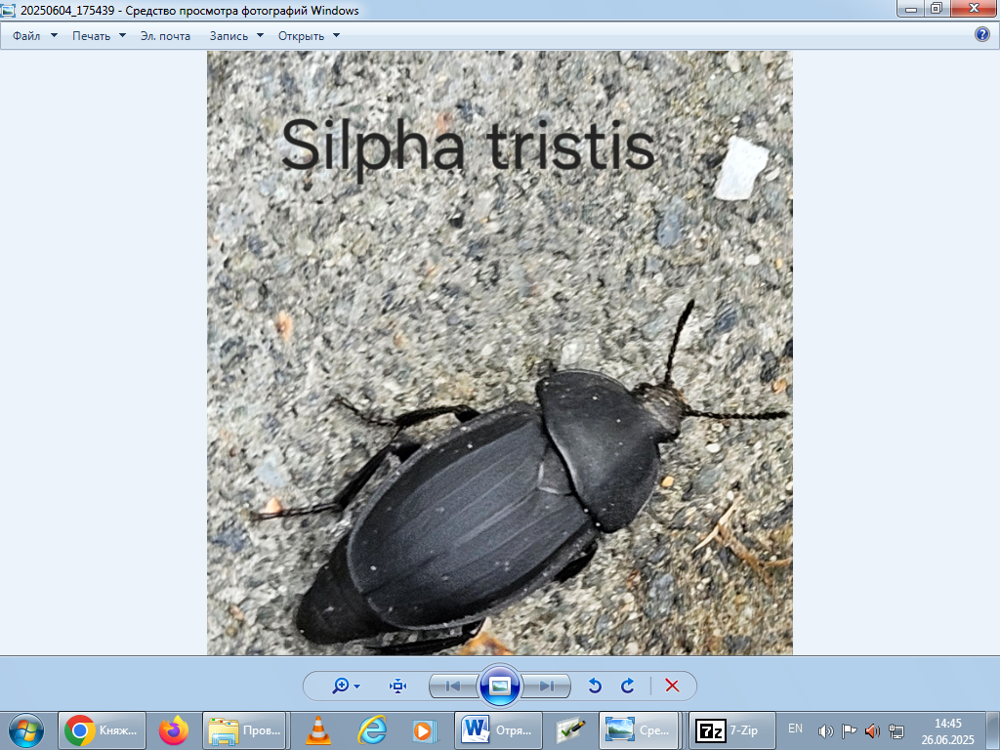 20250604_175439 - Средство просмотра фотографий Windows
Файл Печать Эл. почта Запись Открыть
Silpha tristis
Княж... Пров... Отря... Сре... 7-Zip EN 14:45
26.06.2025